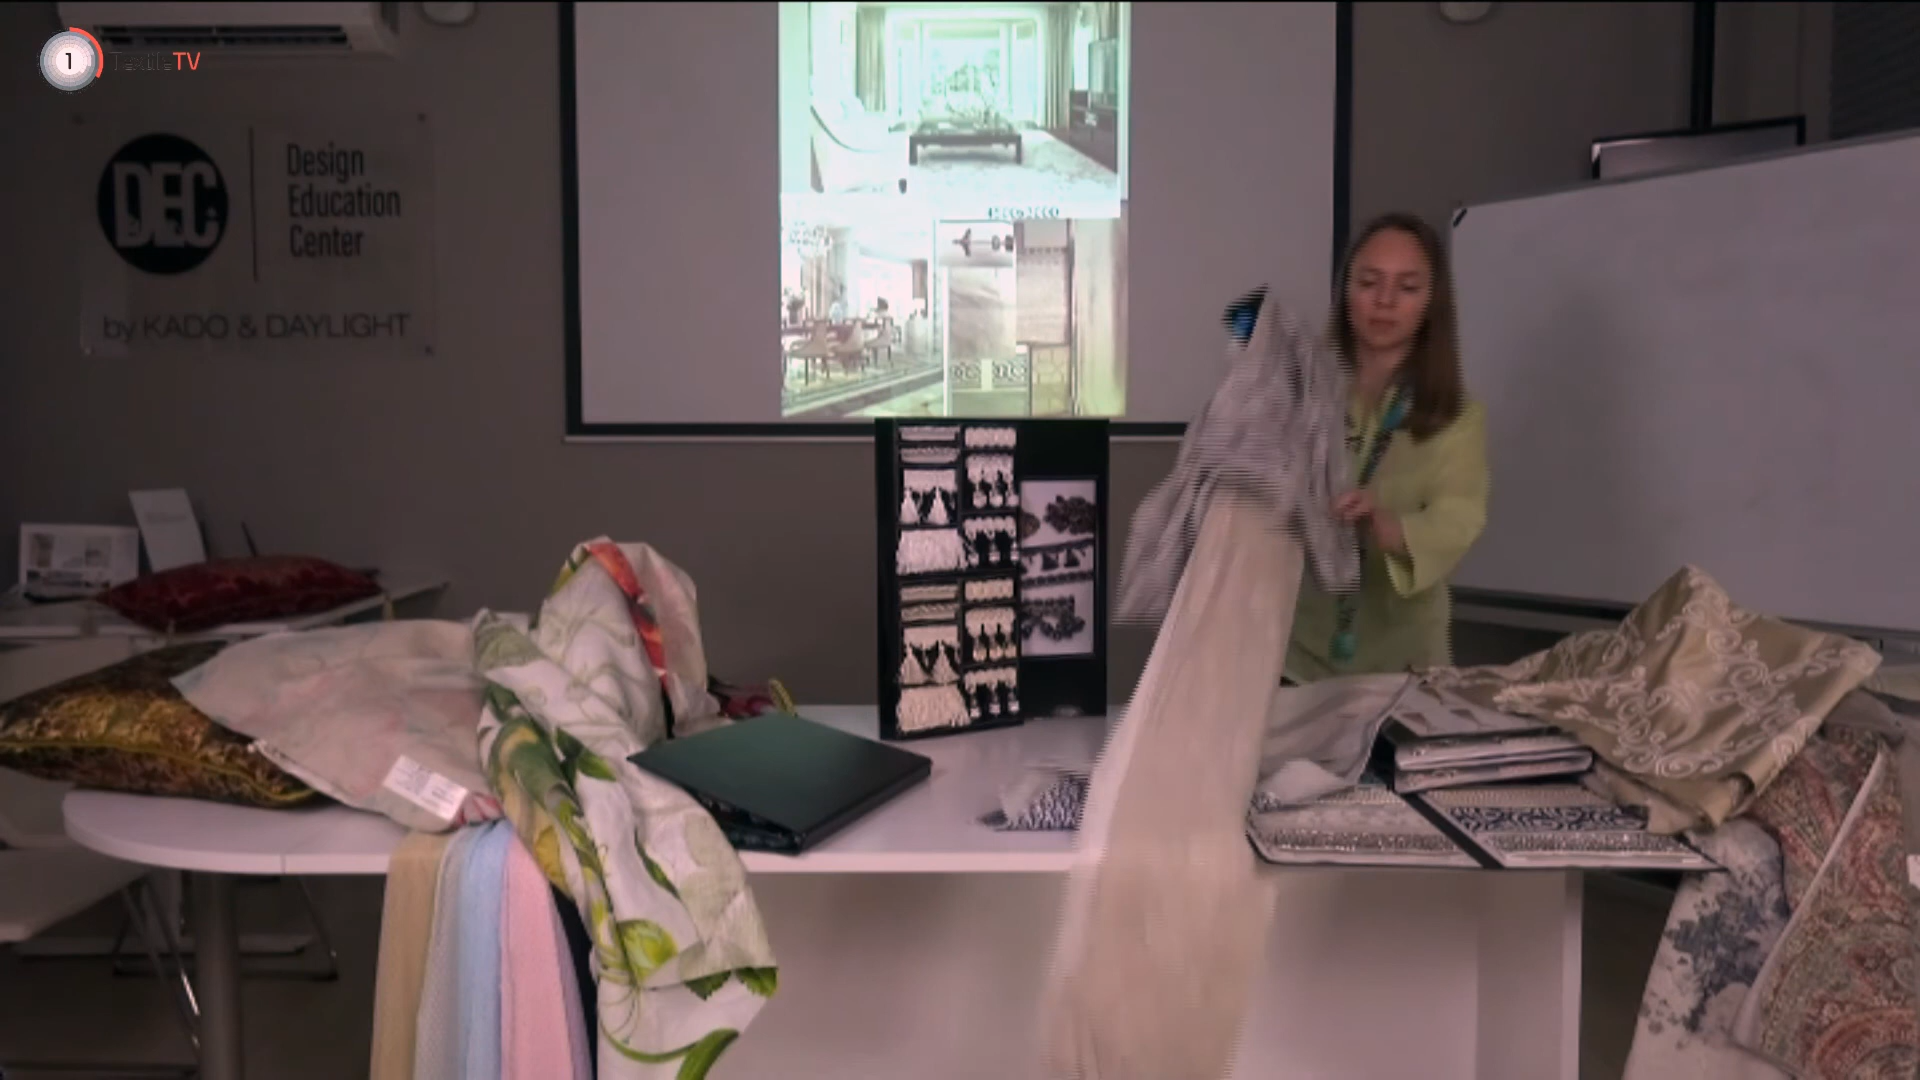 1 TextileTV
DEC
Design
Education
Center
by KADO & DAYLIGHT